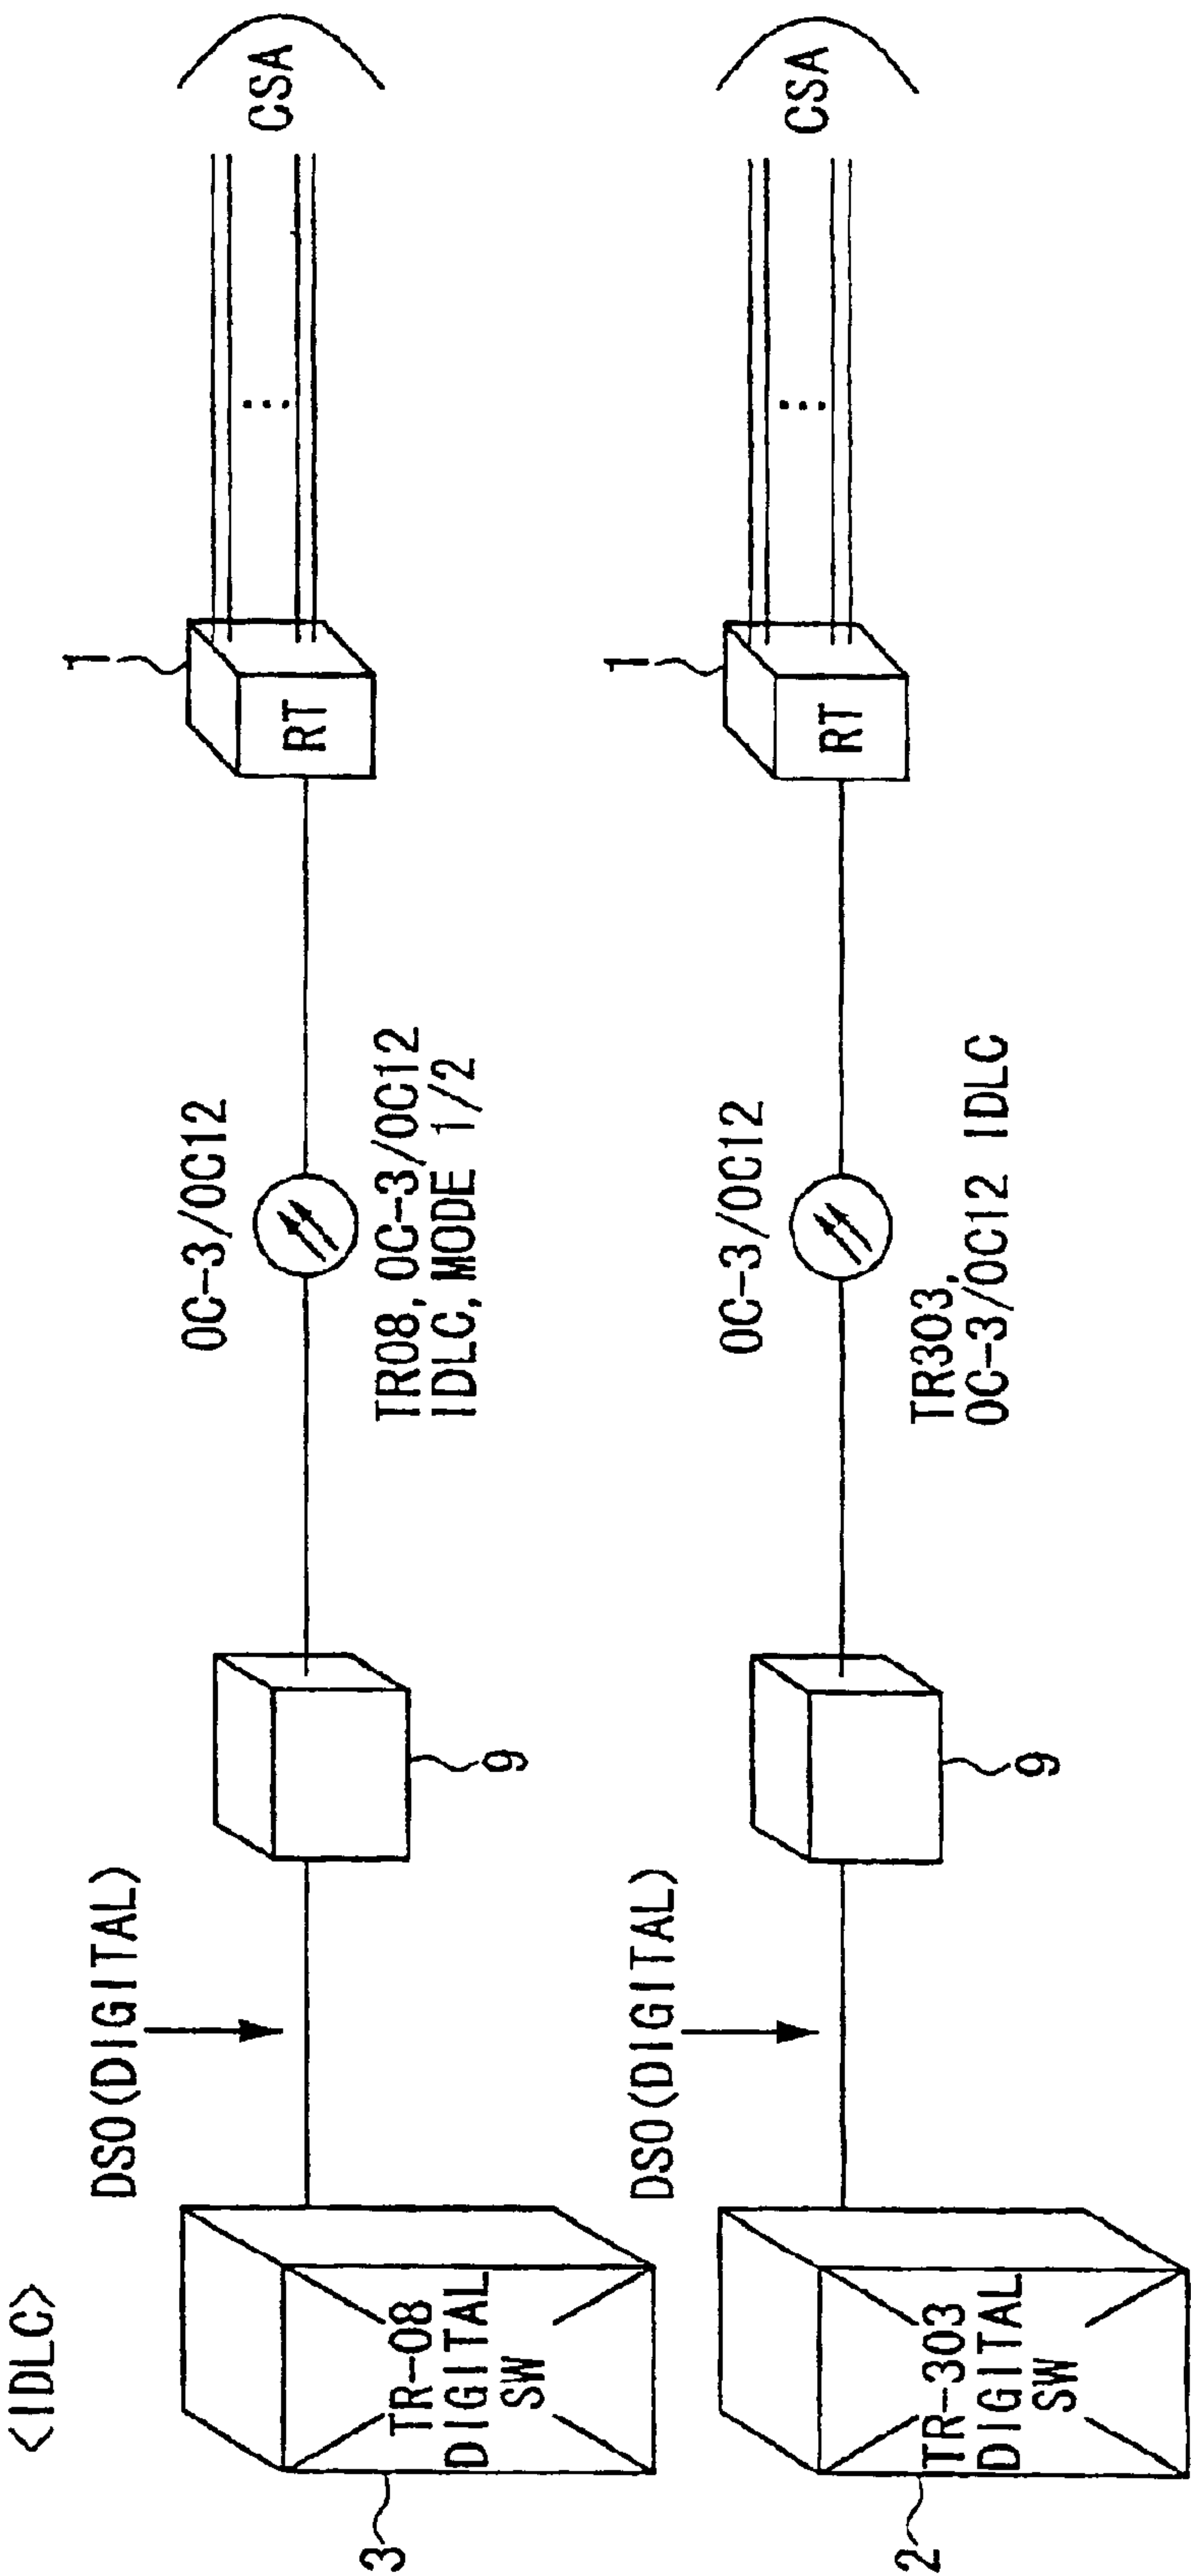 <IDLC>
DS0(DIGITAL)
OC-3/OC12
1
CSA
TR-08
DIGITAL
SW
RT
3
9
TR08, OC-3/OC12
IDLC, MODE 1/2
DS0(DIGITAL)
OC-3/OC12
1
CSA
TR-303
DIGITAL
SW
RT
2
9
TR303,
OC-3/OC12 IDLC